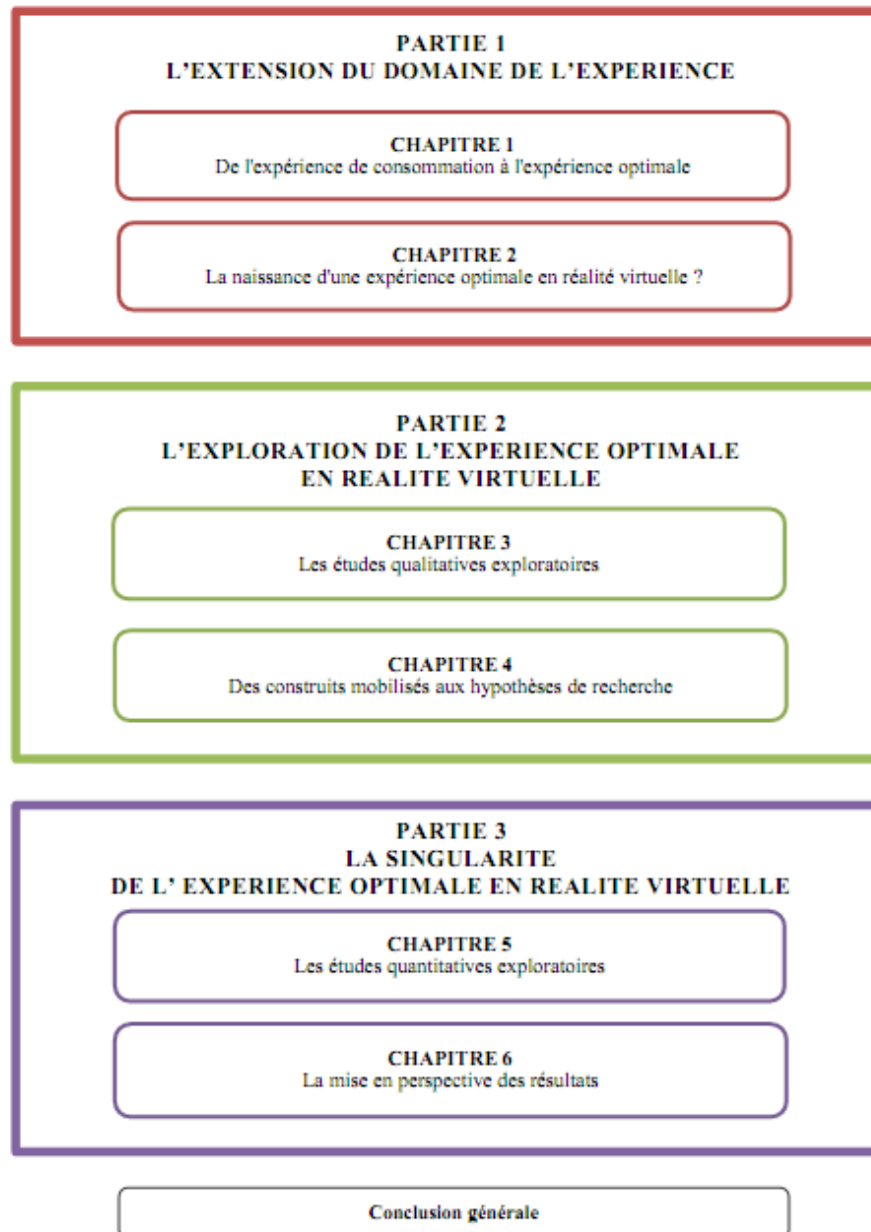 PARTIE 1
L’EXTENSION DU DOMAINE DE L’EXPERIENCE
CHAPITRE 1
De l'expérience de consommation à l'expérience optimale
CHAPITRE 2
La naissance d'une expérience optimale en réalité virtuelle ?
PARTIE 2
L’EXPLORATION DE L’EXPERIENCE OPTIMALE
EN REALITE VIRTUELLE
CHAPITRE 3
Les études qualitatives exploratoires
CHAPITRE 4
Des construits mobilisés aux hypothèses de recherche
PARTIE 3
LA SINGULARITE
DE L’ EXPERIENCE OPTIMALE EN REALITE VIRTUELLE
CHAPITRE 5
Les études quantitatives exploratoires
CHAPITRE 6
La mise en perspective des résultats
Conclusion générale